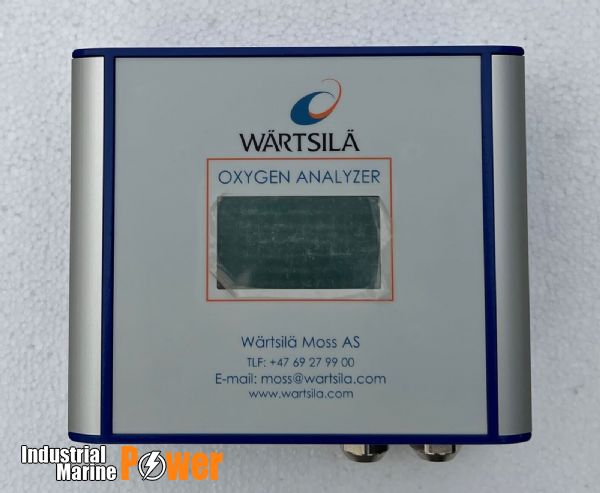 WÄRTSILÄ
OXYGEN ANALYZER
Wärtsilä Moss AS
TLF: +47 69 27 99 00
E-mail: moss@wartsila.com
www.wartsila.com
Industrial
Marine Power